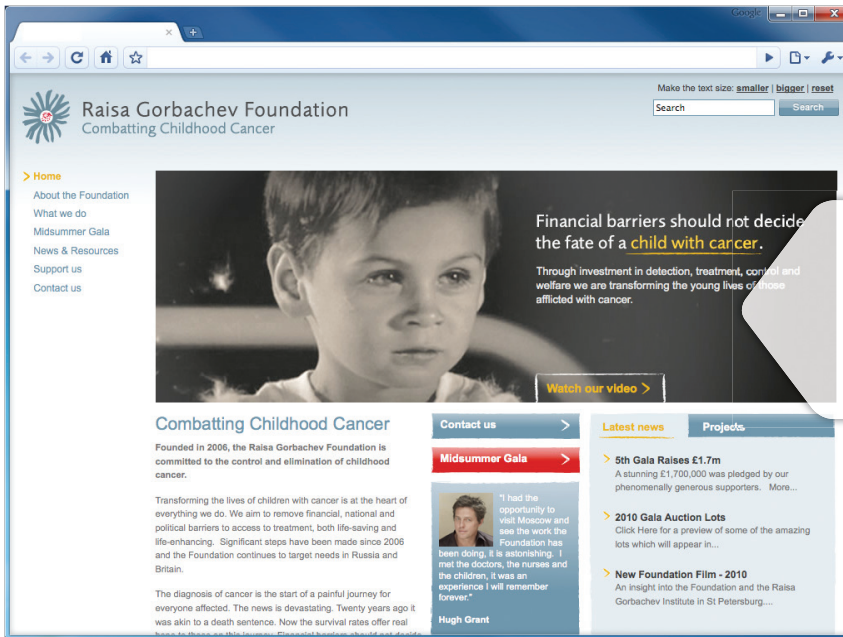 Google
Make the text size: smaller | bigger | reset
Search Search
Raisa Gorbachev Foundation
Combatting Childhood Cancer
Home
About the Foundation
What we do
Midsummer Gala
News & Resources
Support us
Contact us
Financial barriers should not decide
the fate of a child with cancer.
Through investment in detection, treatment, control and
welfare we are transforming the young lives of those
afflicted with cancer.
Watch our video >
Combatting Childhood Cancer
Founded in 2006, the Raisa Gorbachev Foundation is
committed to the control and elimination of childhood
cancer.
Transforming the lives of children with cancer is at the heart of
everything we do. We aim to remove financial, national and
political barriers to access to treatment, both life-saving and
life-enhancing. Significant steps have been made since 2006
and the Foundation continues to target needs in Russia and
Britain.
The diagnosis of cancer is the start of a painful journey for
everyone affected. The news is devastating. Twenty years ago it
was akin to a death sentence. Now the survival rates offer real
hope to those on this journey. Financial barriers should not decide
Contact us
Midsummer Gala
"I had the
opportunity to
visit Moscow and
see the work the
Foundation has
been doing, it is astonishing. I
met the doctors, the nurses and
the children, it was an
experience I will remember
forever."
Hugh Grant
Latest news Projects
5th Gala Raises £1.7m
A stunning £1,700,000 was pledged by our
phenomenally generous supporters. More...
2010 Gala Auction Lots
Click Here for a preview of some of the amazing
lots which will appear in...
New Foundation Film - 2010
An insight into the Foundation and the Raisa
Gorbachev Institute in St Petersburg....